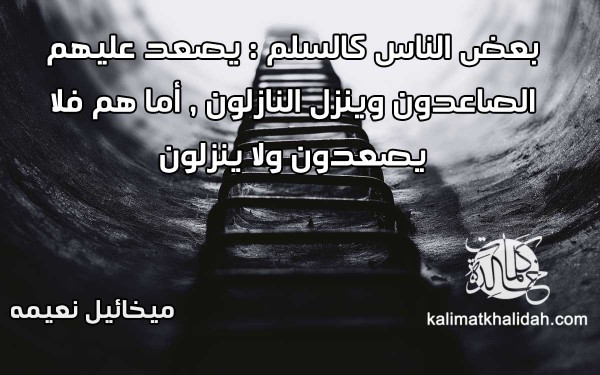 بعض الناس كالسلم : يصعد عليهم
الصاعدون وينزل النازلون , أما هم فلا
يصعدون ولا ينزلون
ميخائيل نعيمه
كلمات خالدة
kalimatkhalidah.com